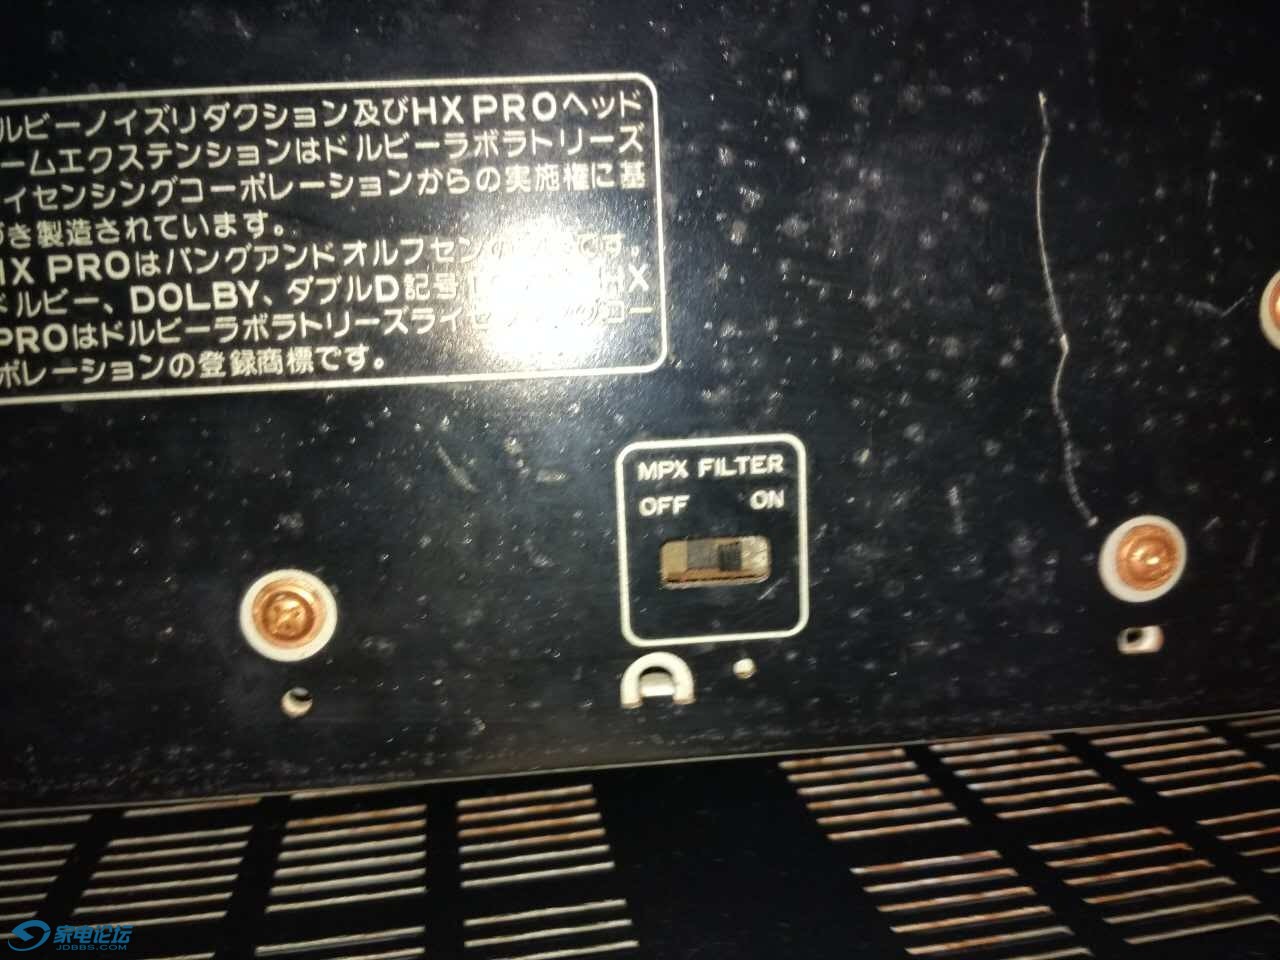 ルビーノイズリダクション及びHX PROヘッド
ームエクステンションはドルビーラボラトリーズ
イセンシングコーポレーションからの実施権に基
づき製造されています。
HX PROはバングアンドオルフセンの です。
ドルビー、DOLBY、ダブルD記号 HX
PROはドルビーラボラトリーズライセ ー
ポレーションの登録商標です。
MPX FILTER
OFF ON
家电论坛
JDBBS.COM